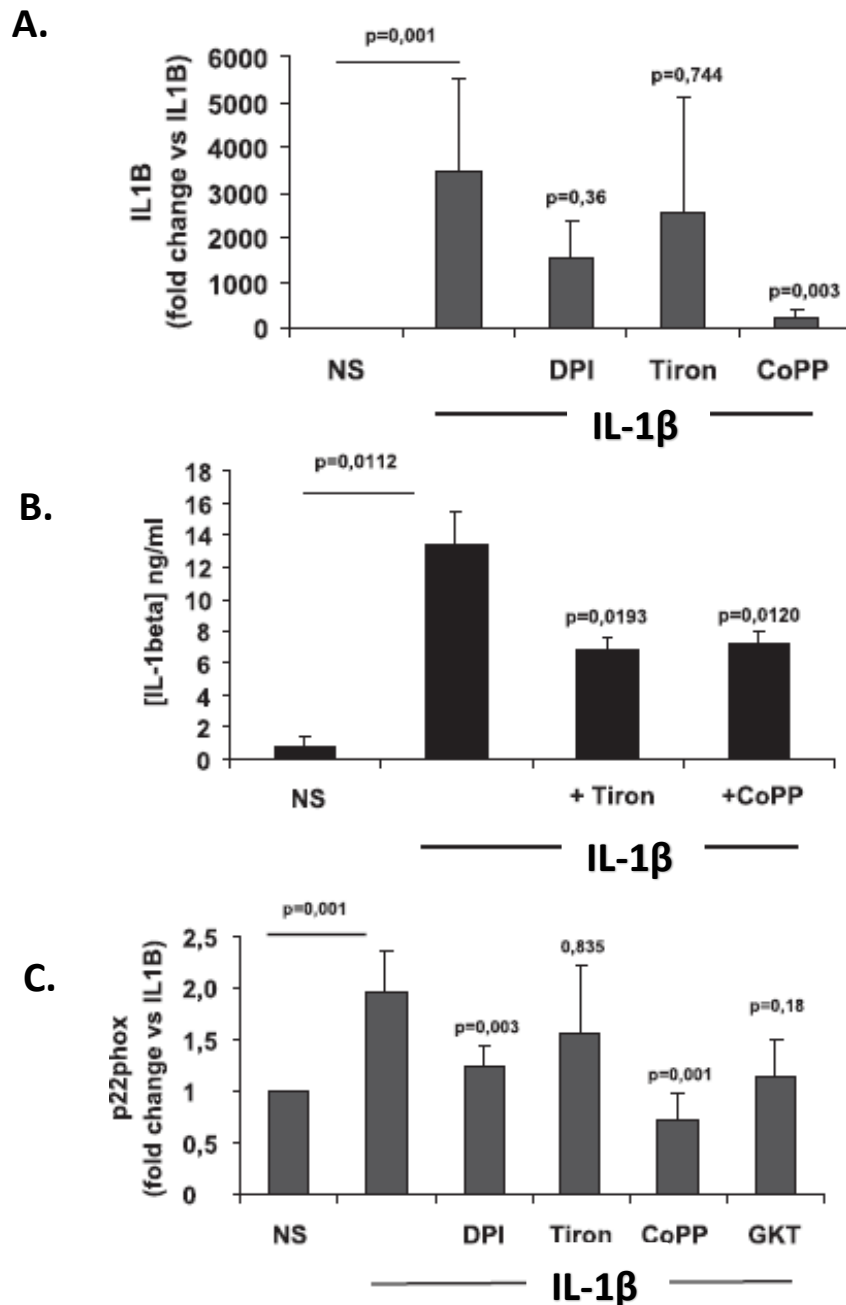 A.
p=0,001
IL1B
(fold change vs IL1B)
6000
5000
4000
3000
2000
1000
0
p=0,36
p=0,744
p=0,003
NS
DPI
Tiron
CoPP
IL-1β
B.
p=0,0112
[IL-1beta] ng/ml
18
16
14
12
10
8
6
4
2
0
p=0,0193
p=0,0120
NS
+ Tiron
+CoPP
IL-1β
C.
p=0,001
p22phox
(fold change vs IL1B)
2,5
2,0
1,5
1
0,5
0
p=0,003
0,835
p=0,001
p=0,18
NS
DPI
Tiron
CoPP
GKT
IL-1β